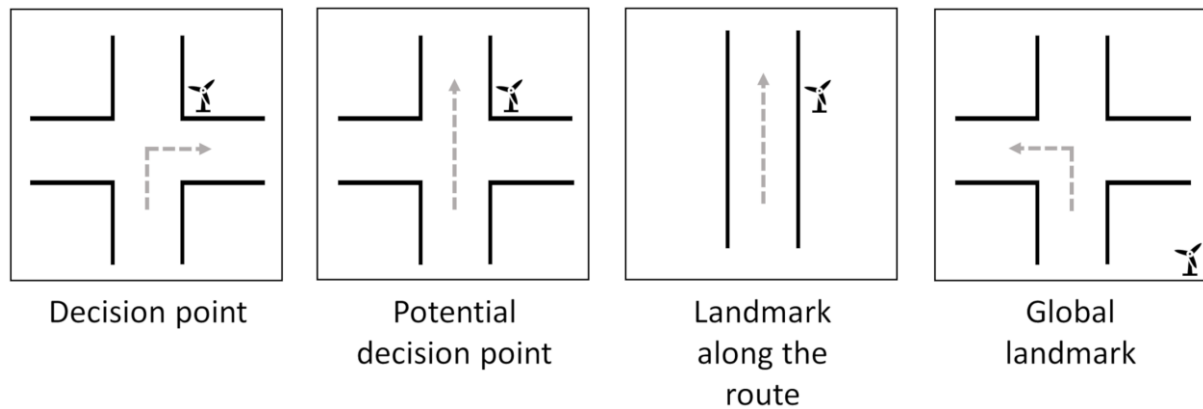 Decision point
Potential
decision point
Landmark
along the
route
Global
landmark